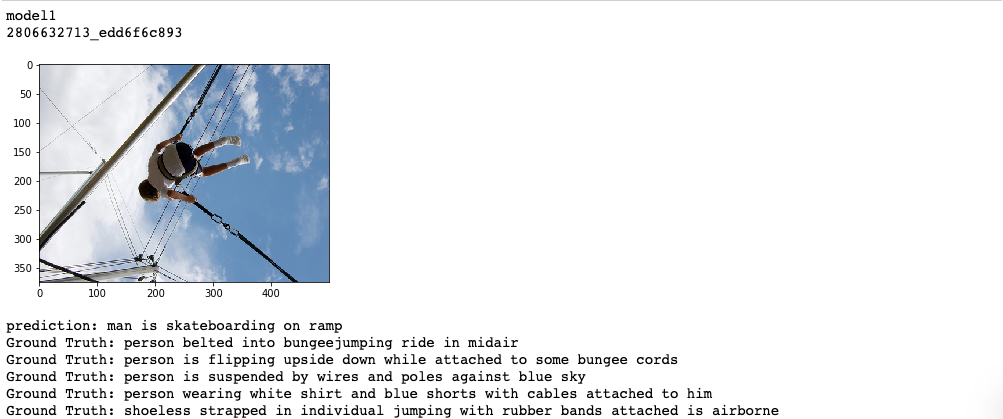 model1
2806632713_edd6f6c893
0
50
100
150
200
250
300
350
0 100 200 300 400
prediction: man is skateboarding on ramp
Ground Truth: person belted into bungeejumping ride in midair
Ground Truth: person is flipping upside down while attached to some bungee cords
Ground Truth: person is suspended by wires and poles against blue sky
Ground Truth: person wearing white shirt and blue shorts with cables attached to him
Ground Truth: shoeless strapped in individual jumping with rubber bands attached is airborne